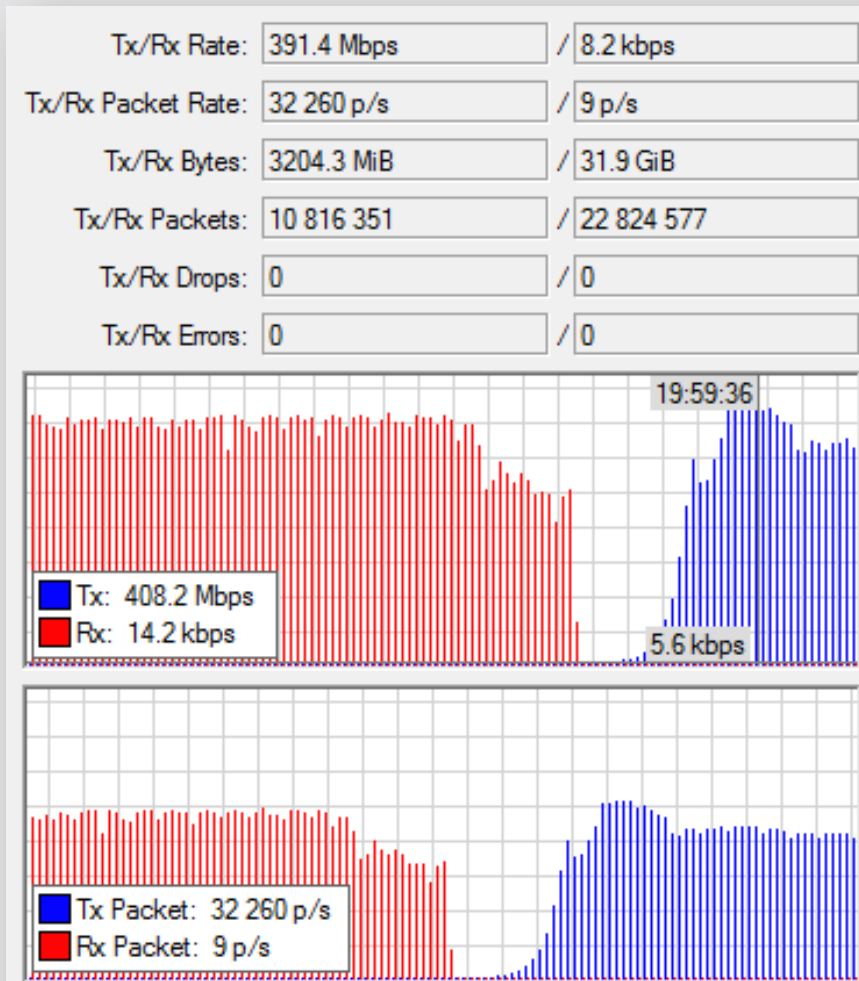 Tx/Rx Rate: 391.4 Mbps / 8.2 kbps
Tx/Rx Packet Rate: 32 260 p/s / 9 p/s
Tx/Rx Bytes: 3204.3 MiB / 31.9 GiB
Tx/Rx Packets: 10 816 351 / 22 824 577
Tx/Rx Drops: 0 / 0
Tx/Rx Errors: 0 / 0
19:59:36
Tx: 408.2 Mbps
Rx: 14.2 kbps
5.6 kbps
Tx Packet: 32 260 p/s
Rx Packet: 9 p/s